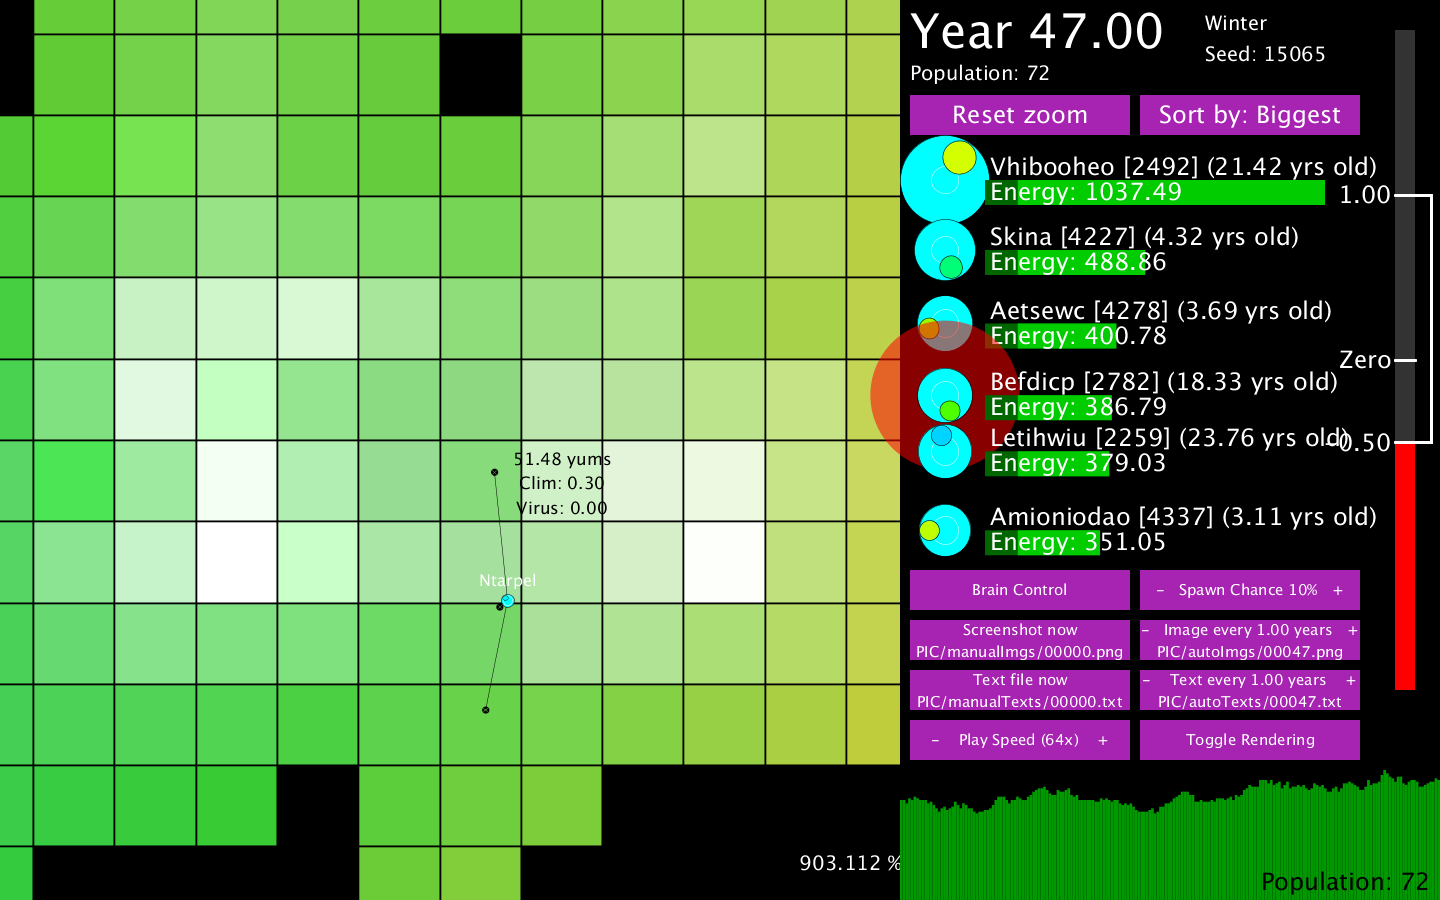 Year 47.00
Winter
Seed: 15065
Population: 72
Reset zoom
Sort by: Biggest
Vhibooheo [2492] (21.42 yrs old)
Energy: 1037.49
1.00
Skina [4227] (4.32 yrs old)
Energy: 488.86
Aetsewc [4278] (3.69 yrs old)
Energy: 400.78
Zero
Befdicp [2782] (18.33 yrs old)
Energy: 386.79
Letihwiu [2259] (23.76 yrs old)
-0.50
Energy: 379.03
51.48 yums
Clim: 0.30
Virus: 0.00
Amioniodao [4337] (3.11 yrs old)
Energy: 351.05
Ntarpel
Brain Control
- Spawn Chance 10% +
Screenshot now
PIC/manualImgs/00000.png
- Image every 1.00 years +
PIC/autoImgs/00047.png
Text file now
PIC/manualTexts/00000.txt
- Text every 1.00 years +
PIC/autoTexts/00047.txt
- Play Speed (64x) +
Toggle Rendering
903.112 %
Population: 72